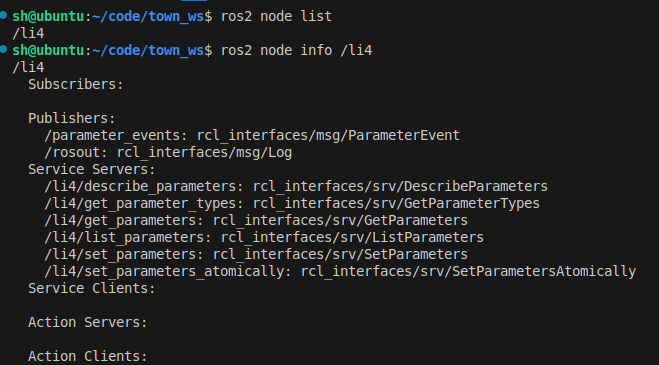 sh@ubuntu:~/code/town_ws$ ros2 node list
/li4
sh@ubuntu:~/code/town_ws$ ros2 node info /li4
/li4
  Subscribers:

  Publishers:
    /parameter_events: rcl_interfaces/msg/ParameterEvent
    /rosout: rcl_interfaces/msg/Log
  Service Servers:
    /li4/describe_parameters: rcl_interfaces/srv/DescribeParameters
    /li4/get_parameter_types: rcl_interfaces/srv/GetParameterTypes
    /li4/get_parameters: rcl_interfaces/srv/GetParameters
    /li4/list_parameters: rcl_interfaces/srv/ListParameters
    /li4/set_parameters: rcl_interfaces/srv/SetParameters
    /li4/set_parameters_atomically: rcl_interfaces/srv/SetParametersAtomically
  Service Clients:

  Action Servers:

  Action Clients: